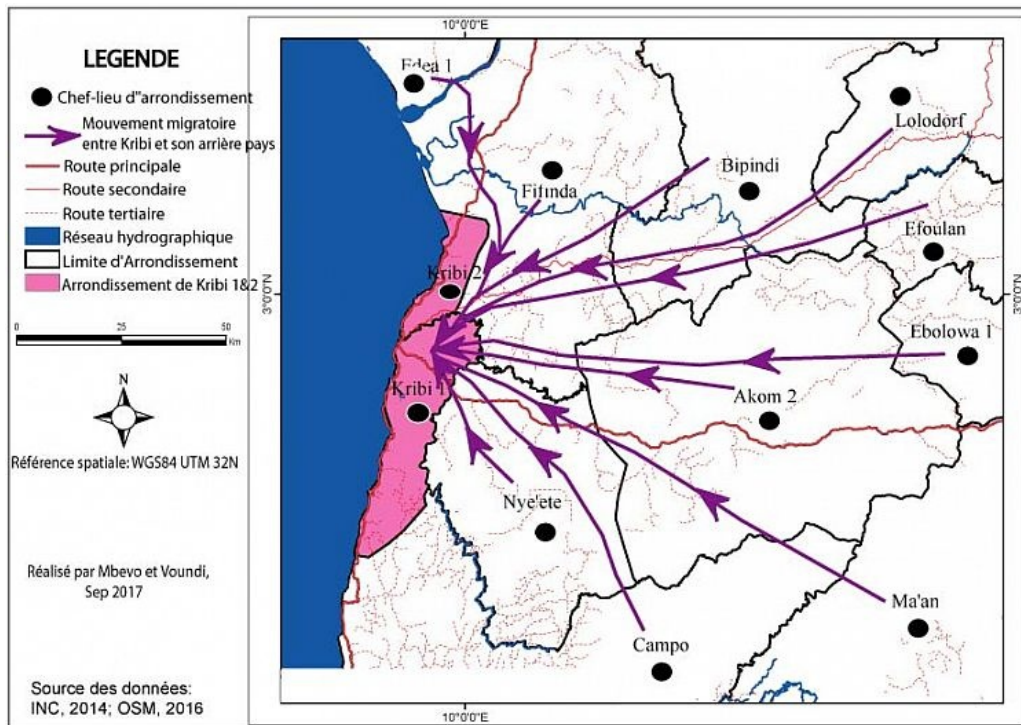 LEGENDE
Chef-lieu d"arrondissement
Mouvement migratoire
entre Kribi et son arrière pays
Route principale
Route secondaire
Route tertiaire
Réseau hydrographique
Limite d'Arrondissement
Arrondissement de Kribi 1&2
0 25 50
Km
N
Référence spatiale: WGS84 UTM 32N
Réalisé par Mbevo et Voundi,
Sep 2017
Source des données:
INC, 2014; OSM, 2016
10°0'0"E
Edea 1
Lolodorf
Bipindi
Fifinda
Efoulan
Kribi 2
3°0'0"N
3°0'0"N
Ebolowa 1
Kribi 1
Akom 2
Nye'ete
Ma'an
Campo
10°0'0"E